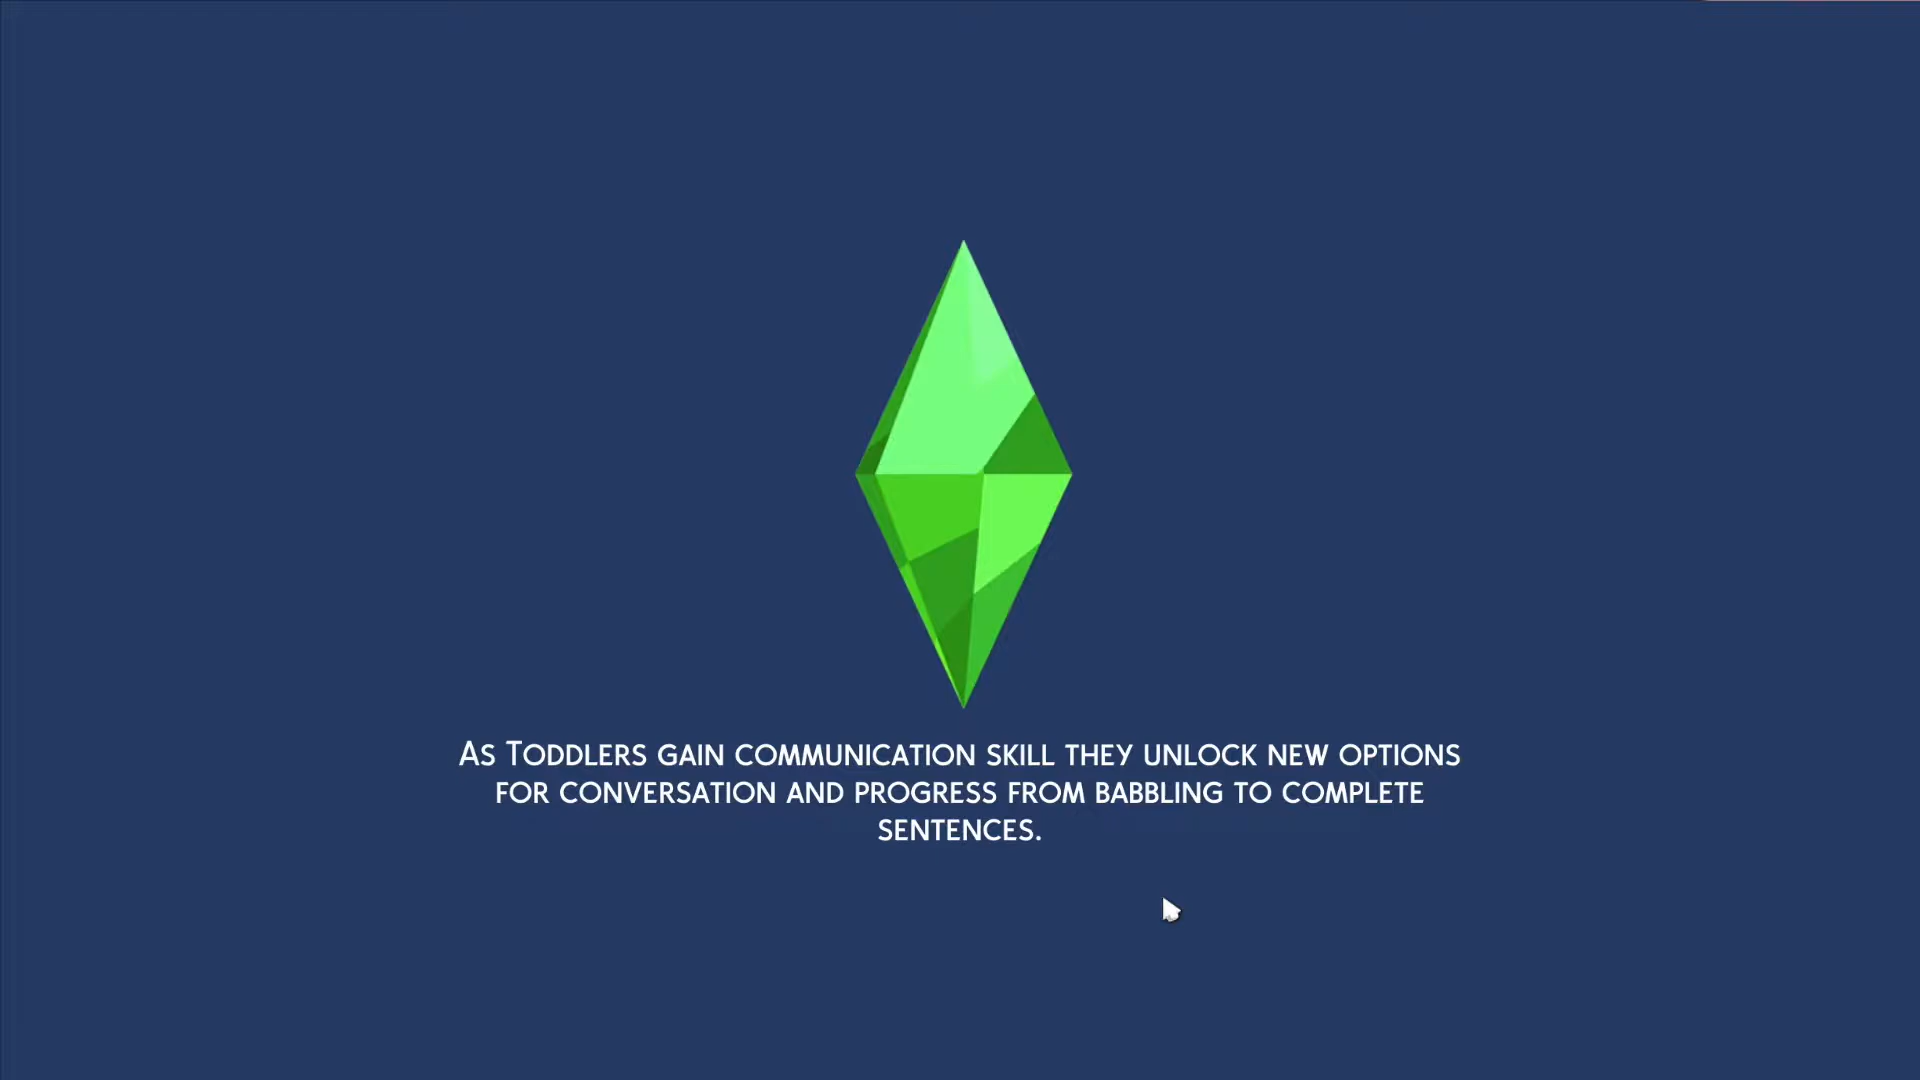 As Toddlers gain communication skill they unlock new options
for conversation and progress from babbling to complete
sentences.